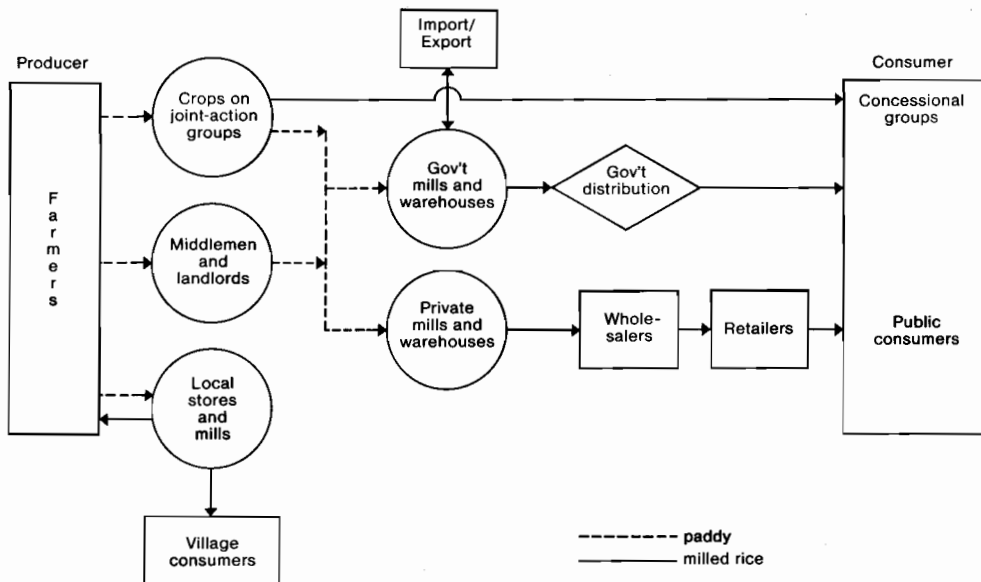 Import/
Export
Producer
Consumer
Crops on
joint-action
groups
Concessional
groups
Gov't
mills and
warehouses
Gov't
distribution
Farmers
Middlemen
and
landlords
Private
mills and
warehouses
Whole-
salers
Retailers
Public
consumers
Local
stores
and
mills
Village
consumers
paddy
milled rice